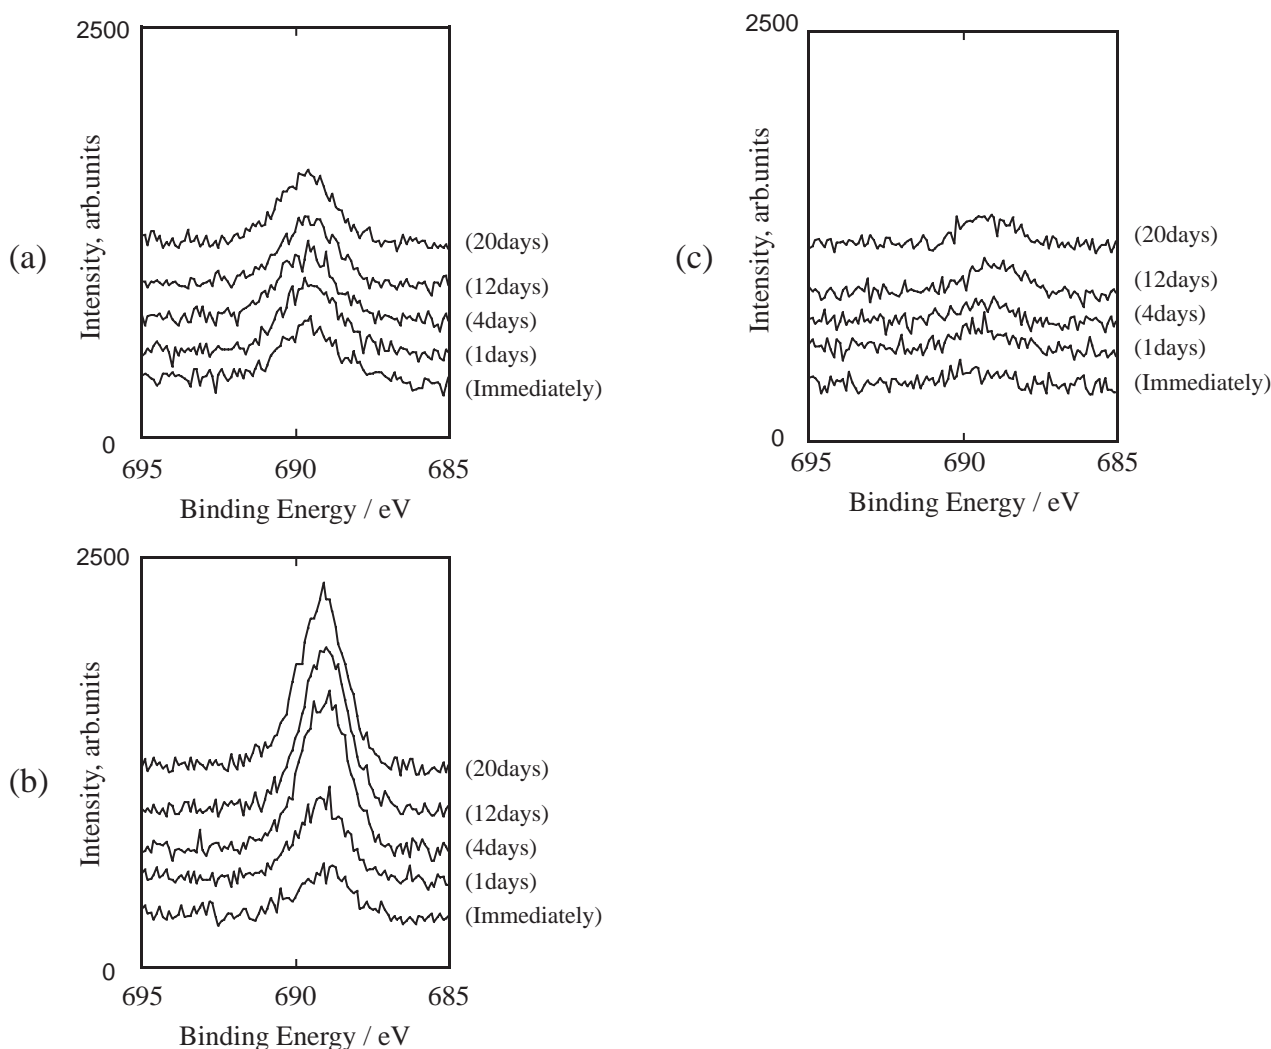 2500
Intensity, arb.units
(a)
(20days)
(12days)
(4days)
(1days)
(Immediately)
0
695 690 685
Binding Energy / eV
2500
Intensity, arb.units
(c)
(20days)
(12days)
(4days)
(1days)
(Immediately)
0
695 690 685
Binding Energy / eV
2500
Intensity, arb.units
(b)
(20days)
(12days)
(4days)
(1days)
(Immediately)
0
695 690 685
Binding Energy / eV